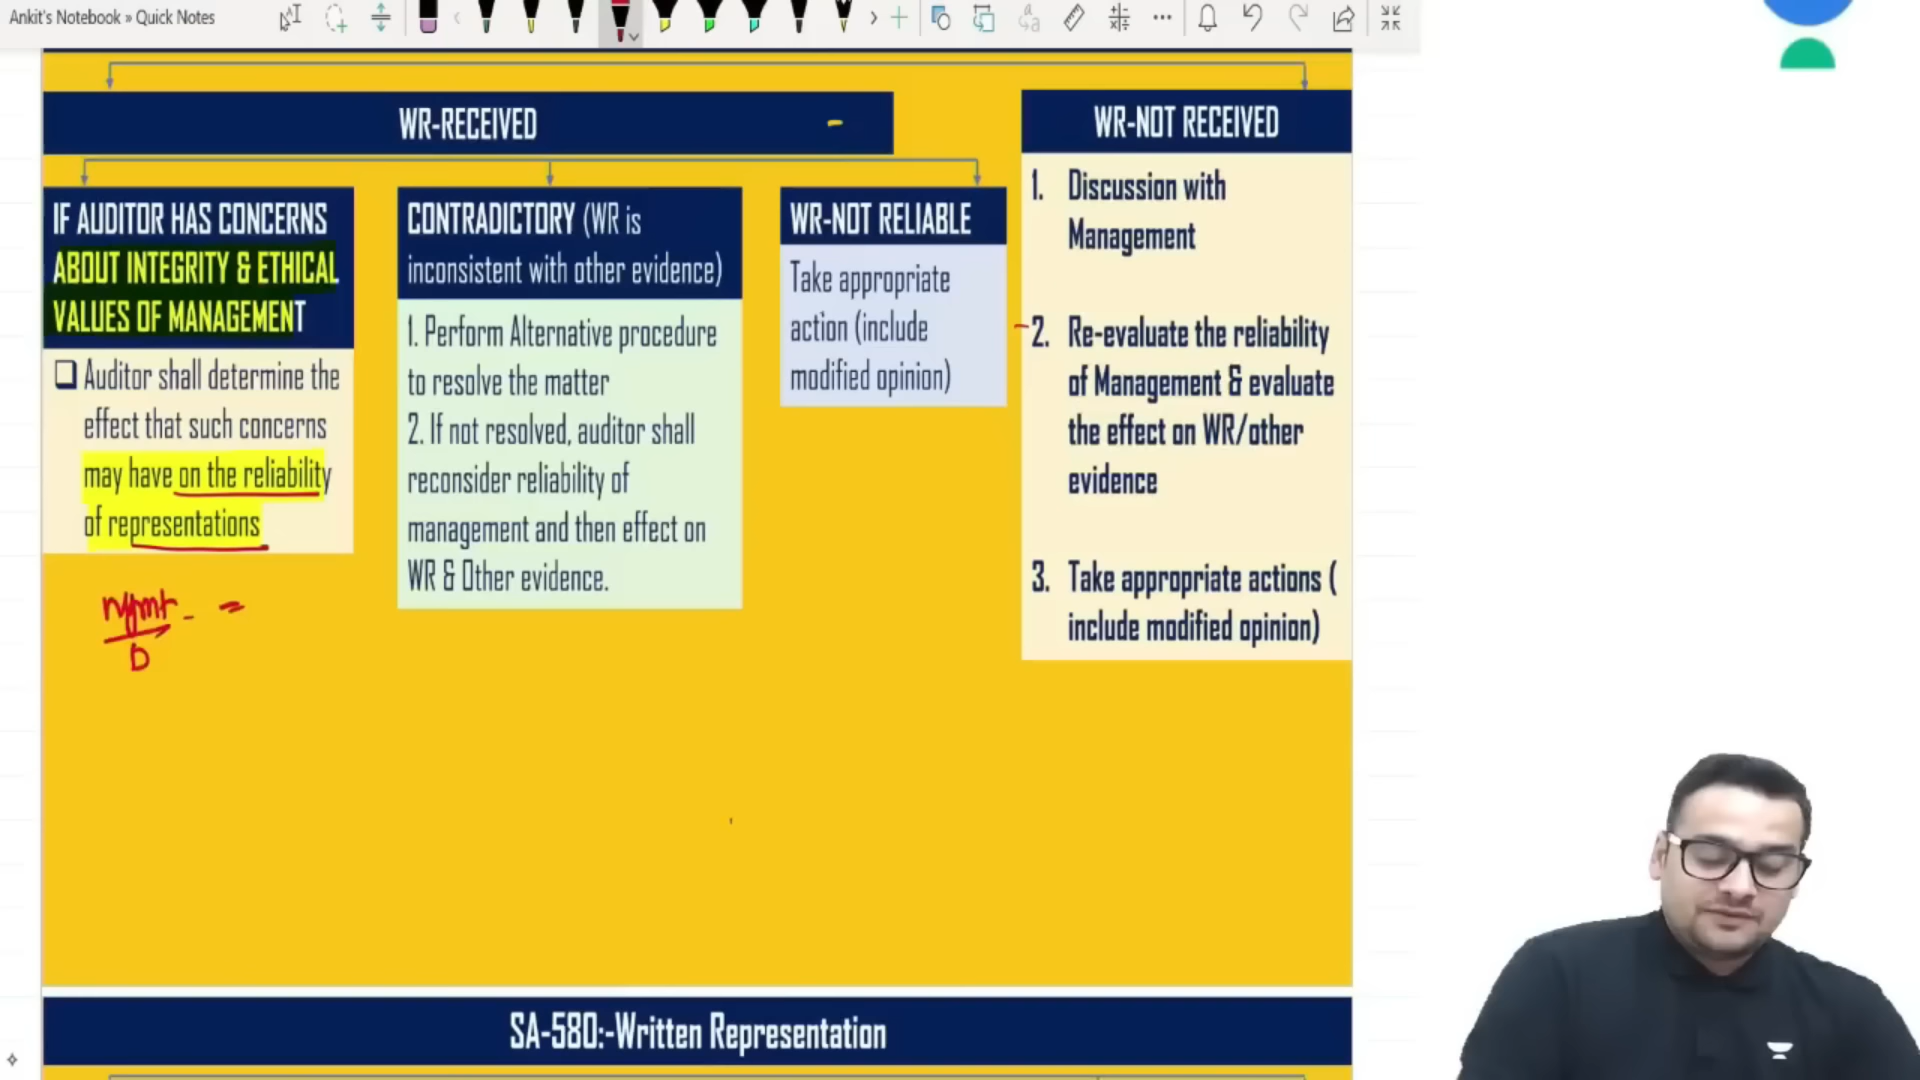 Ankit's Notebook » Quick Notes
WR-RECEIVED
WR-NOT RECEIVED
IF AUDITOR HAS CONCERNS
ABOUT INTEGRITY & ETHICAL
VALUES OF MANAGEMENT
Auditor shall determine the
effect that such concerns
may have on the reliability
of representations
Mgmt
D
CONTRADICTORY (WR is
inconsistent with other evidence)
1. Perform Alternative procedure
to resolve the matter
2. If not resolved, auditor shall
reconsider reliability of
management and then effect on
WR & Other evidence.
WR-NOT RELIABLE
Take appropriate
action (include
modified opinion)
1. Discussion with
Management
2. Re-evaluate the reliability
of Management & evaluate
the effect on WR/other
evidence
3. Take appropriate actions (
include modified opinion)
SA-580:-Written Representation